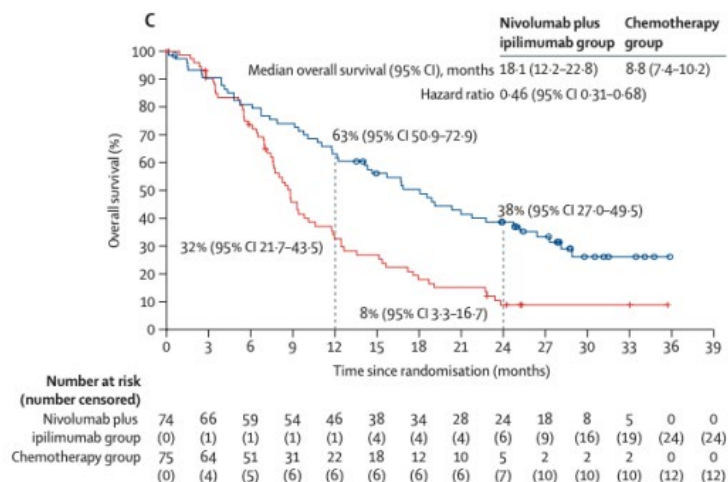 C
Nivolumab plus Chemotherapy
ipilimumab group group
Median overall survival (95% CI), months 18·1 (12·2–22·8) 8·8 (7·4–10·2)
Hazard ratio 0·46 (95% CI 0·31–0·68)
100
90
80
70
60
50
40
30
20
10
0
Overall survival (%)
63% (95% CI 50·9–72·9)
38% (95% CI 27·0–49·5)
32% (95% CI 21·7–43·5)
8% (95% CI 3·3–16·7)
0 3 6 9 12 15 18 21 24 27 30 33 36 39
Time since randomisation (months)
Number at risk
(number censored)
Nivolumab plus 74 66 59 54 46 38 34 28 24 18 8 5 0 0
ipilimumab group (0) (1) (1) (1) (1) (4) (4) (4) (6) (9) (16) (19) (24) (24)
Chemotherapy group 75 64 51 31 22 18 12 10 5 2 2 2 0 0
(0) (4) (5) (6) (6) (6) (6) (6) (7) (10) (10) (10) (12) (12)